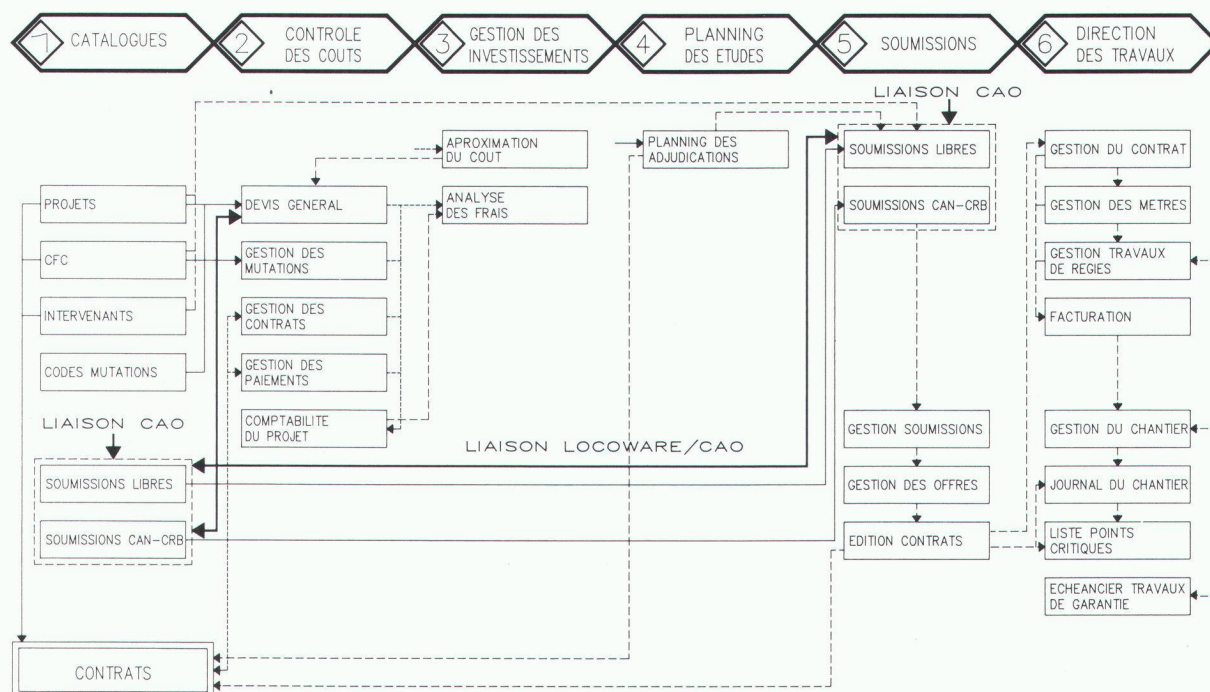 1 CATALOGUES
2 CONTROLE
DES COUTS
3 GESTION DES
INVESTISSEMENTS
4 PLANNING
DES ETUDES
5 SOUMISSIONS
6 DIRECTION
DES TRAVAUX
PROJETS
CFC
INTERVENANTS
CODES MUTATIONS
LIAISON CAO
SOUMISSIONS LIBRES
SOUMISSIONS CAN-CRB
CONTRATS
DEVIS GENERAL
GESTION DES
MUTATIONS
GESTION DES
CONTRATS
GESTION DES
PAIEMENTS
COMPTABILITE
DU PROJET
APROXIMATION
DU COUT
ANALYSE
DES FRAIS
LIAISON LOCOWARE/CAO
PLANNING DES
ADJUDICATIONS
LIAISON CAO
SOUMISSIONS LIBRES
SOUMISSIONS CAN-CRB
GESTION SOUMISSIONS
GESTION DES OFFRES
EDITION CONTRATS
GESTION DU CONTRAT
GESTION DES METRES
GESTION TRAVAUX
DE REGIES
FACTURATION
GESTION DU CHANTIER
JOURNAL DU CHANTIER
LISTE POINTS
CRITIQUES
ECHEANCIER TRAVAUX
DE GARANTIE